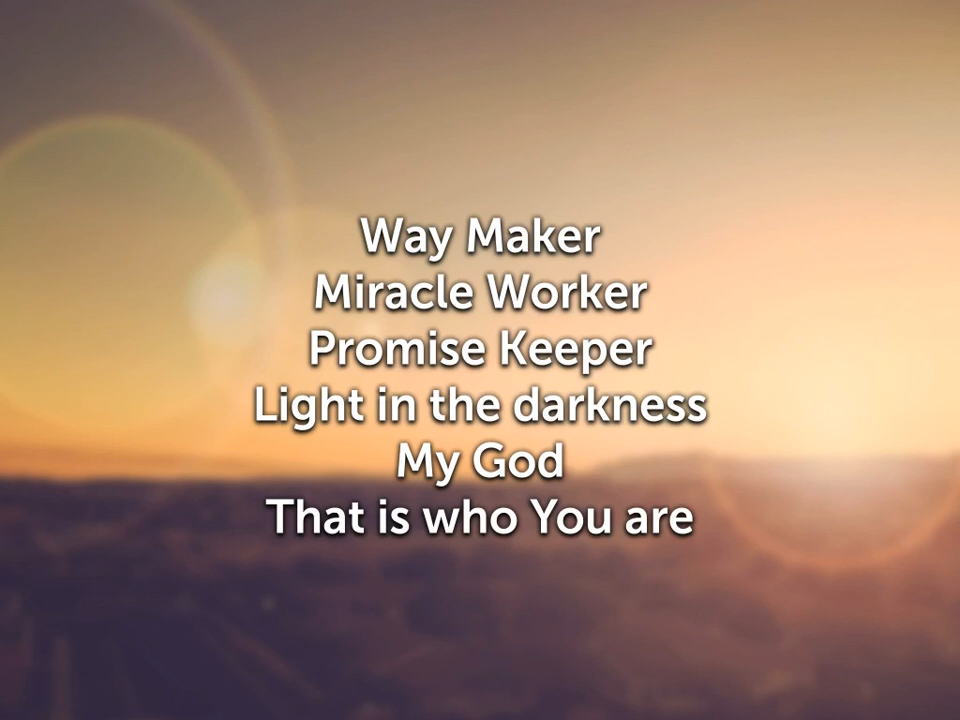 Way Maker
Miracle Worker
Promise Keeper
Light in the darkness
My God
That is who You are